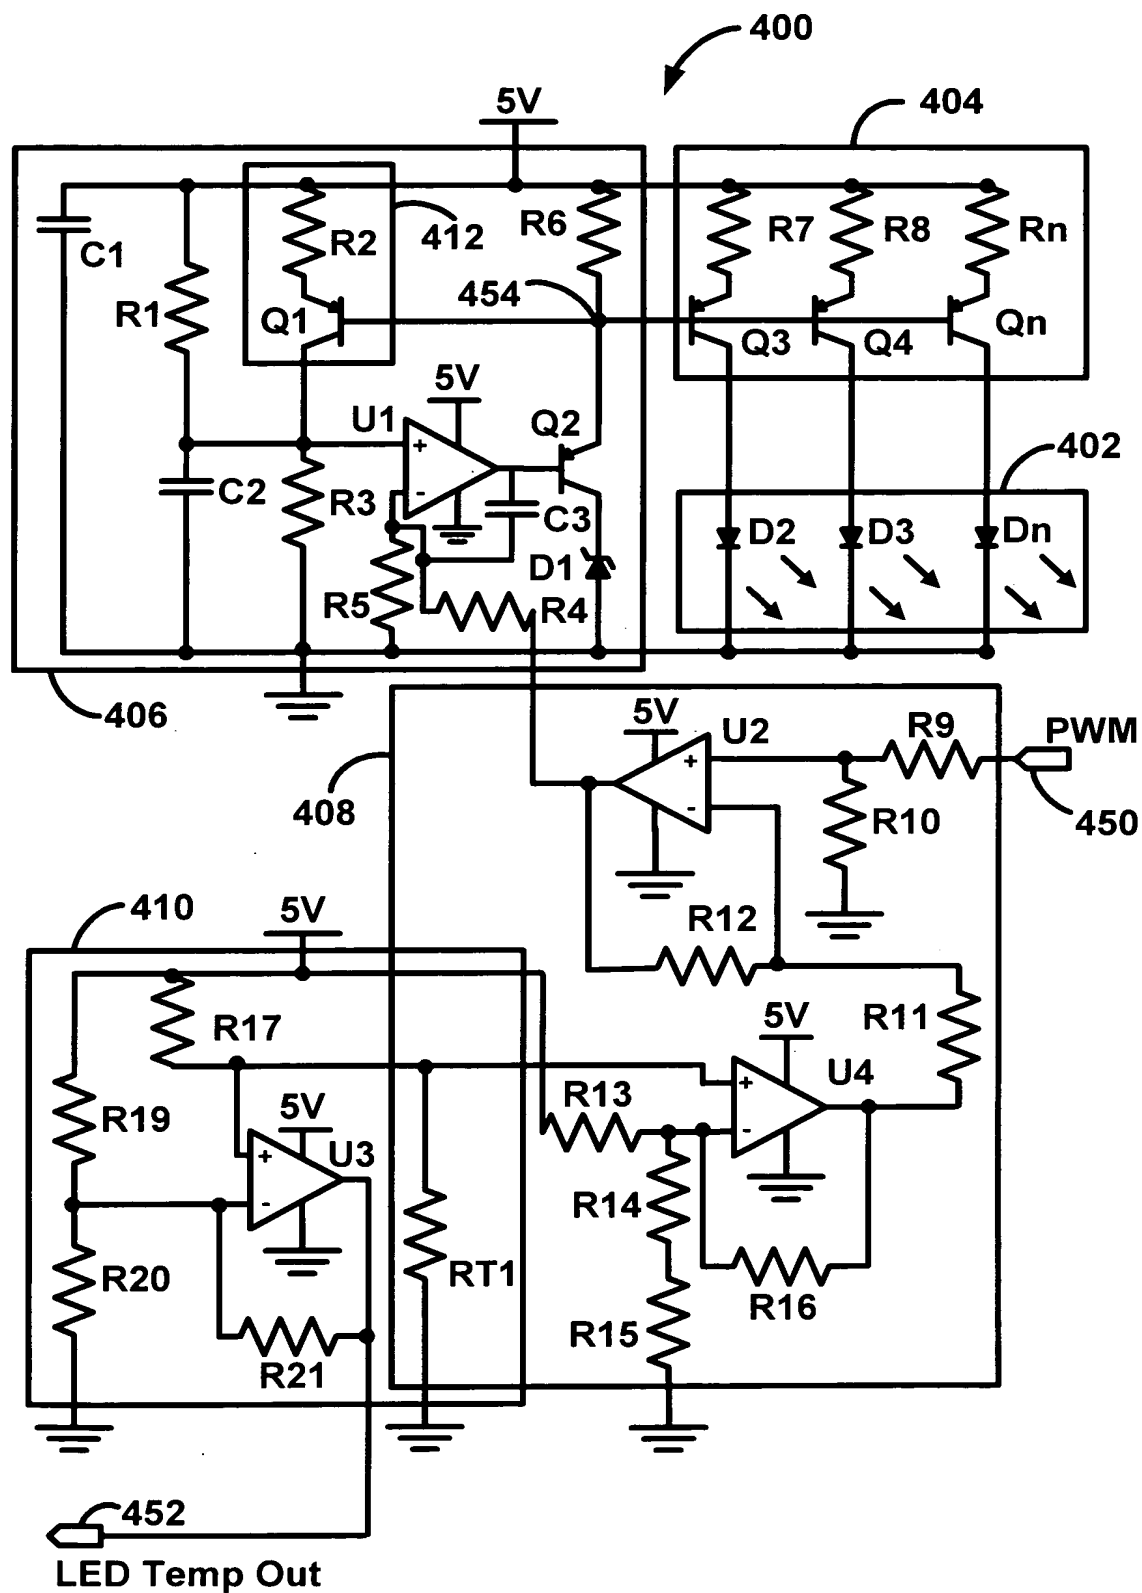 400
5V
404
C1
R1
R2
412
R6
R7
R8
Rn
454
Q1
Q3
Q4
Qn
5V
U1
+
-
Q2
402
C2
R3
C3
D2
D3
Dn
D1
R5
R4
406
5V
U2
+
-
R9
PWM
408
R10
450
410
5V
R12
R17
5V
R11
U4
+
-
R19
5V
R13
U3
+
-
R14
R20
RT1
R16
R15
R21
452
LED Temp Out